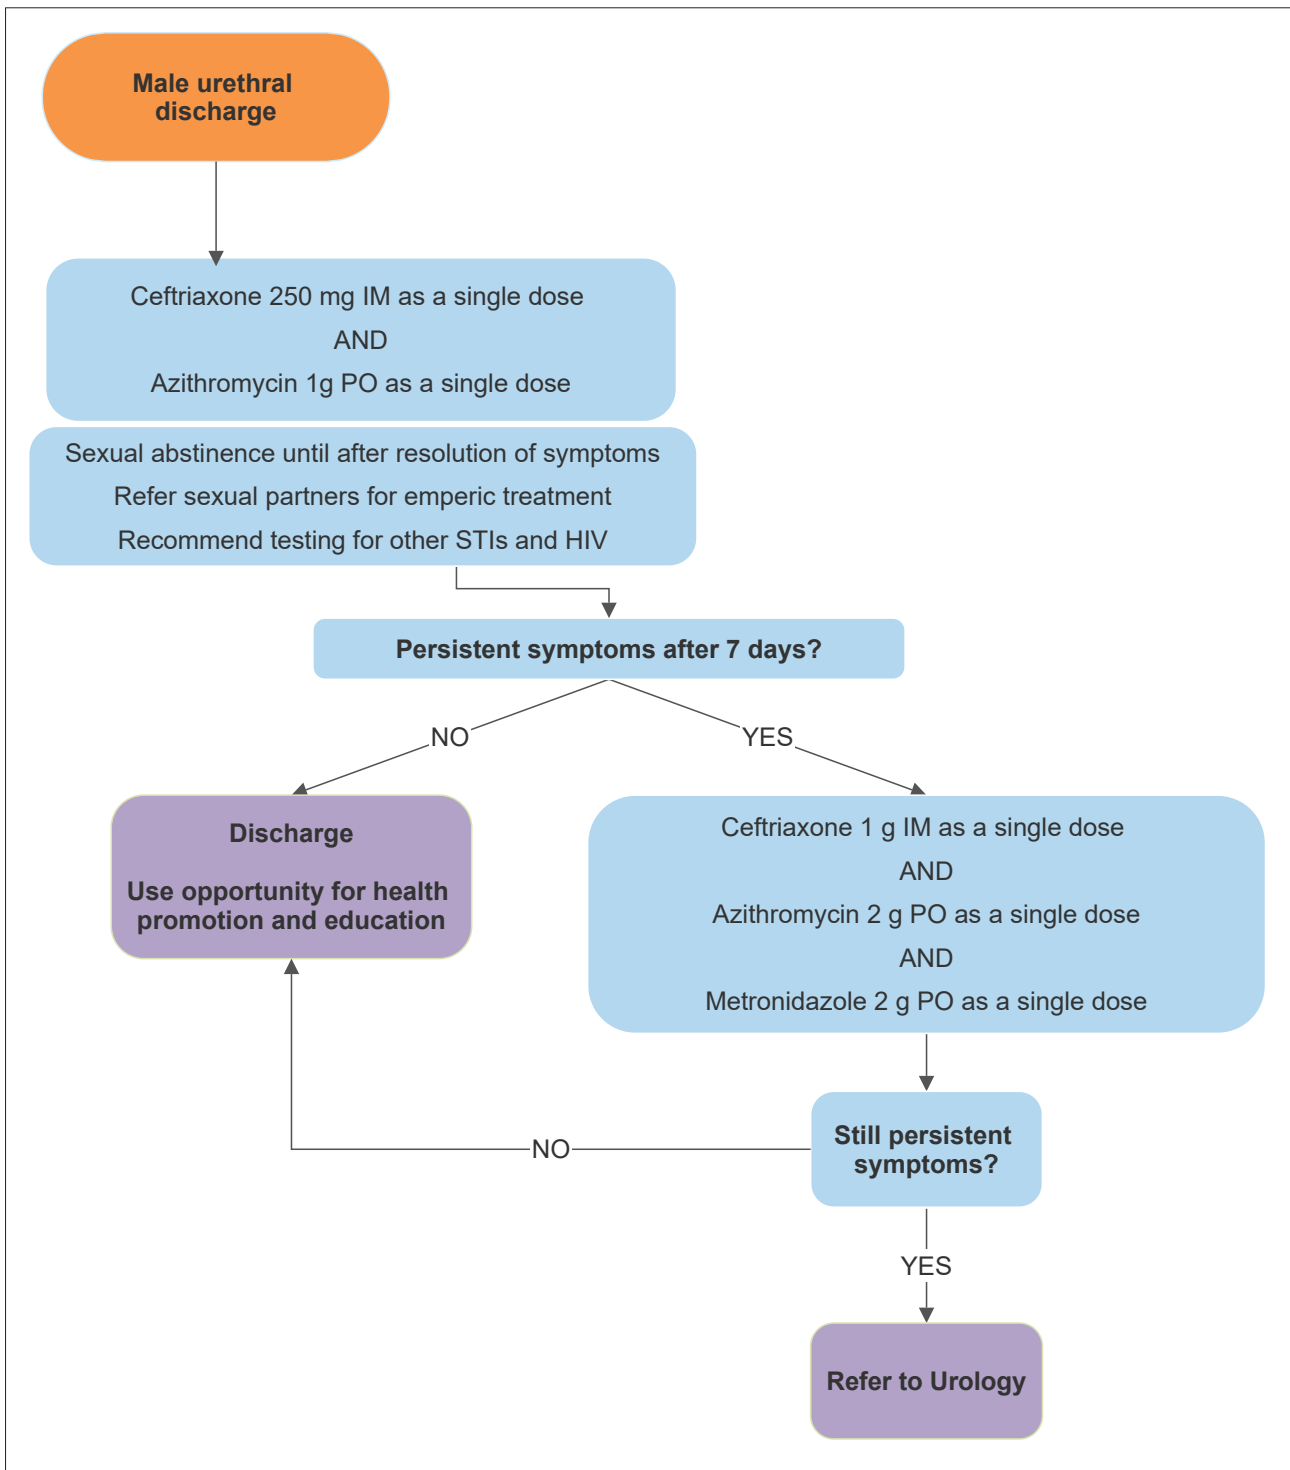 Male urethral
discharge
Ceftriaxone 250 mg IM as a single dose
AND
Azithromycin 1g PO as a single dose
Sexual abstinence until after resolution of symptoms
Refer sexual partners for emperic treatment
Recommend testing for other STIs and HIV
Persistent symptoms after 7 days?
NO
YES
Discharge
Use opportunity for health
promotion and education
Ceftriaxone 1 g IM as a single dose
AND
Azithromycin 2 g PO as a single dose
AND
Metronidazole 2 g PO as a single dose
Still persistent
symptoms?
NO
YES
Refer to Urology